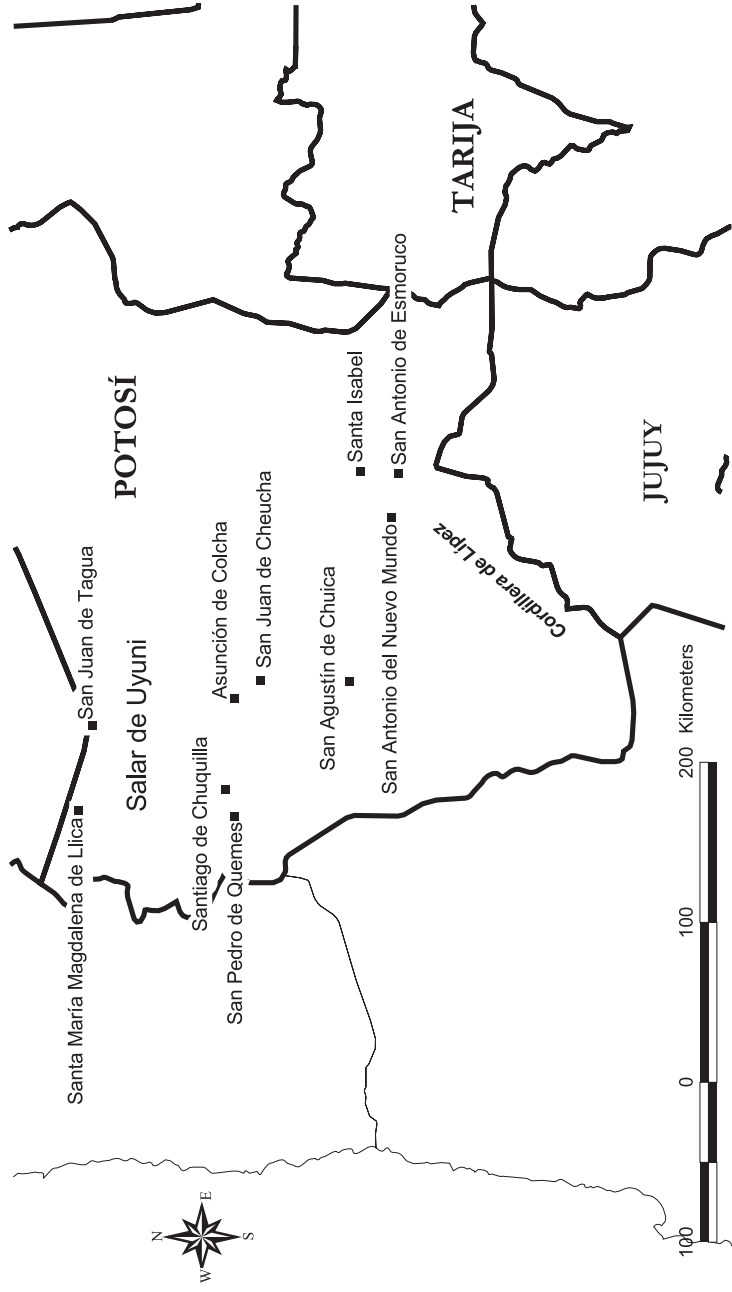 Santa María Magdalena de Llica
San Juan de Tagua
POTOSÍ
Salar de Uyuni
N
W
E
S
Santiago de Chuquilla
Asunción de Colcha
San Pedro de Quemes
San Juan de Cheucha
San Agustín de Chuica
Santa Isabel
San Antonio del Nuevo Mundo
San Antonio de Esmoruco
TARIJA
Cordillera de Lípez
JUJUY
100 0 100 200 Kilometers